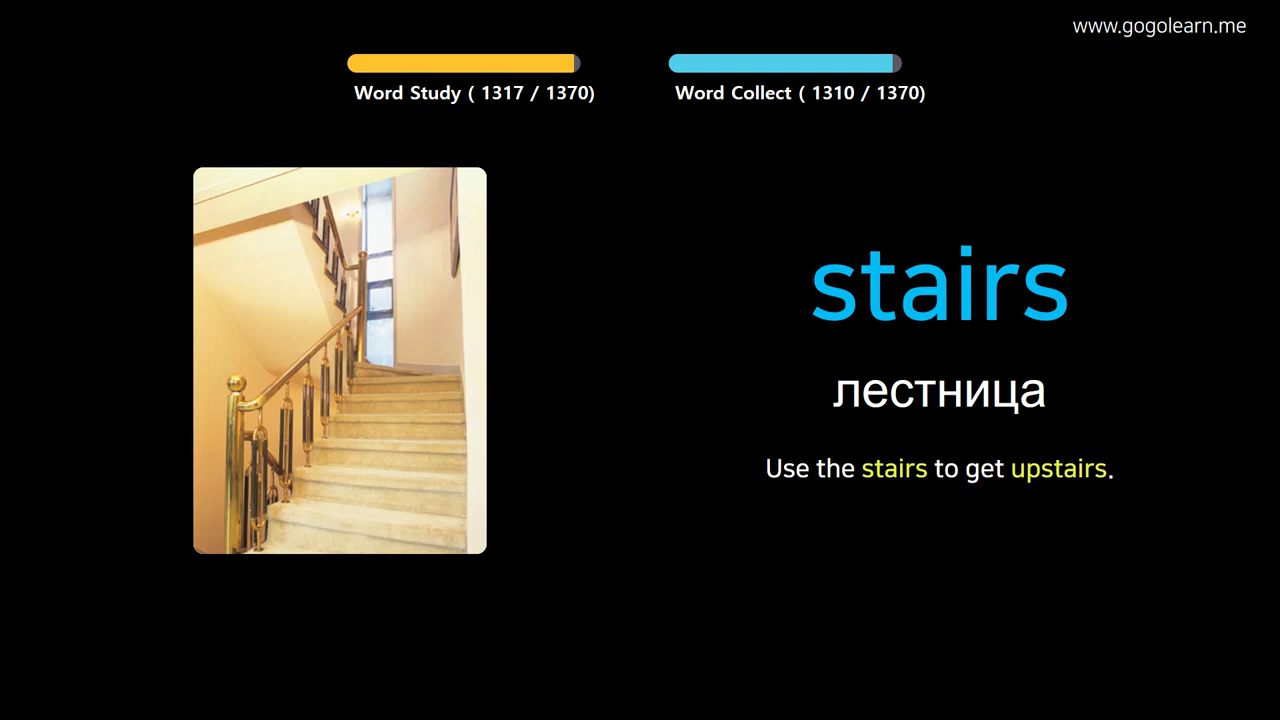 www.gogolearn.me
Word Study ( 1317 / 1370)
Word Collect ( 1310 / 1370)
stairs
лестница
Use the stairs to get upstairs.